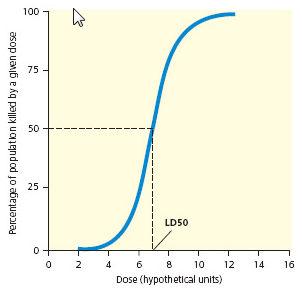 Percentage of population killed by a given dose
100
75
50
25
0
LD50
0 2 4 6 8 10 12 14 16
Dose (hypothetical units)